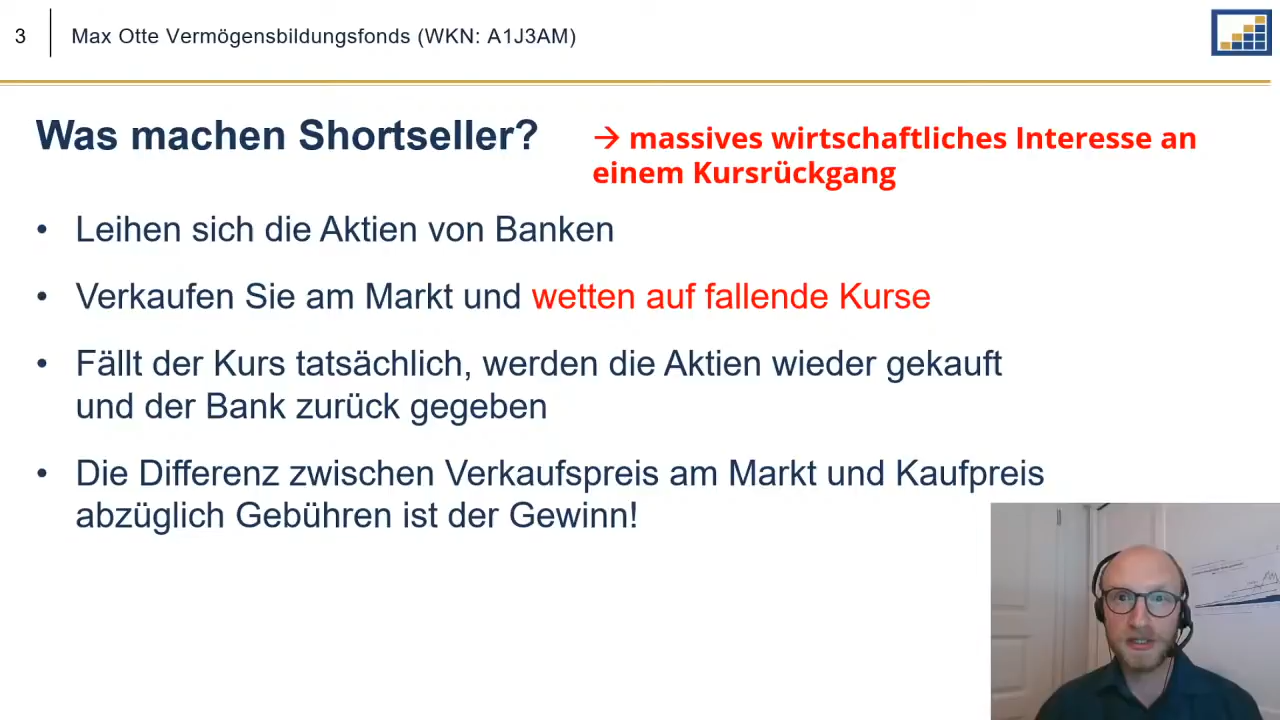 3
Max Otte Vermögensbildungsfonds (WKN: A1J3AM)
Was machen Shortseller?
→ massives wirtschaftliches Interesse an
einem Kursrückgang
• Leihen sich die Aktien von Banken
• Verkaufen Sie am Markt und wetten auf fallende Kurse
• Fällt der Kurs tatsächlich, werden die Aktien wieder gekauft
und der Bank zurück gegeben
• Die Differenz zwischen Verkaufspreis am Markt und Kaufpreis
abzüglich Gebühren ist der Gewinn!